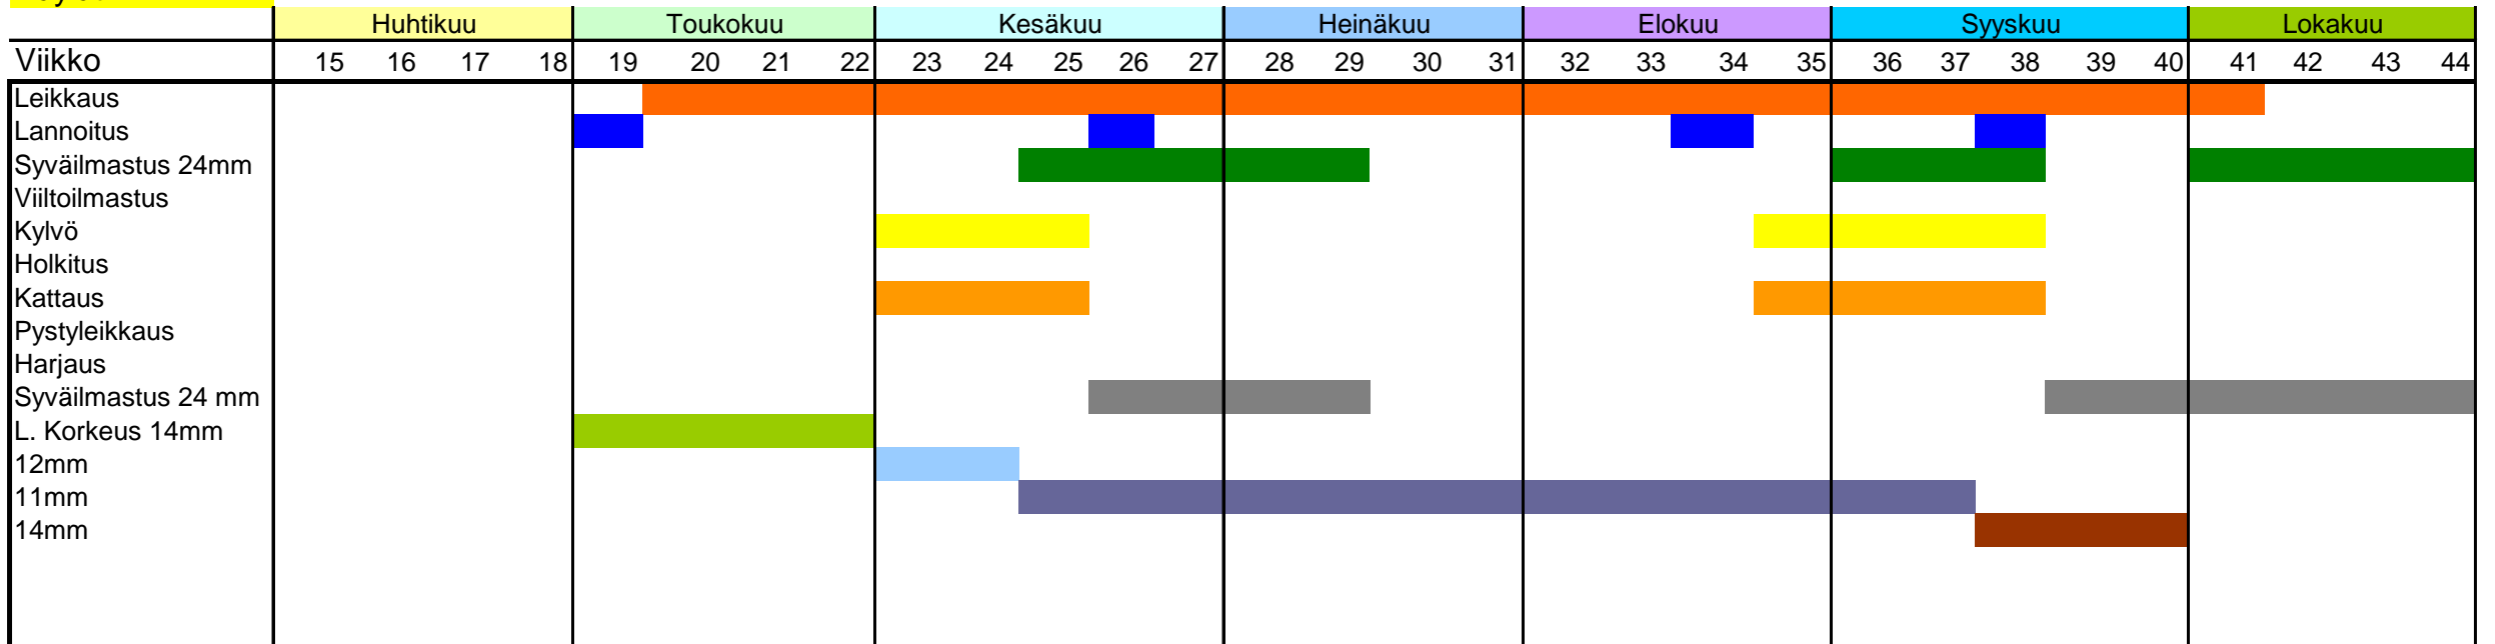 Huhtikuu Toukokuu Kesäkuu Heinäkuu Elokuu Syyskuu Lokakuu
Viikko 15 16 17 18 19 20 21 22 23 24 25 26 27 28 29 30 31 32 33 34 35 36 37 38 39 40 41 42 43 44
Leikkaus
Lannoitus
Syväilmastus 24mm
Viiltoilmastus
Kylvö
Holkitus
Kattaus
Pystyleikkaus
Harjaus
Syväilmastus 24 mm
L. Korkeus 14mm
12mm
11mm
14mm